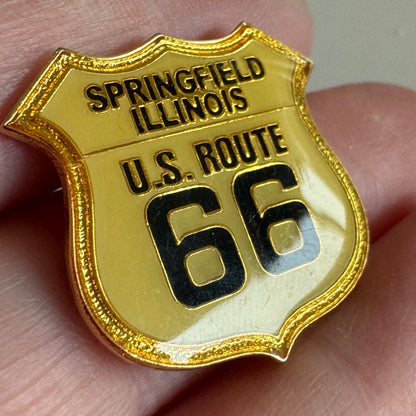 SPRINGFIELD
ILLINOIS
U.S. ROUTE
66